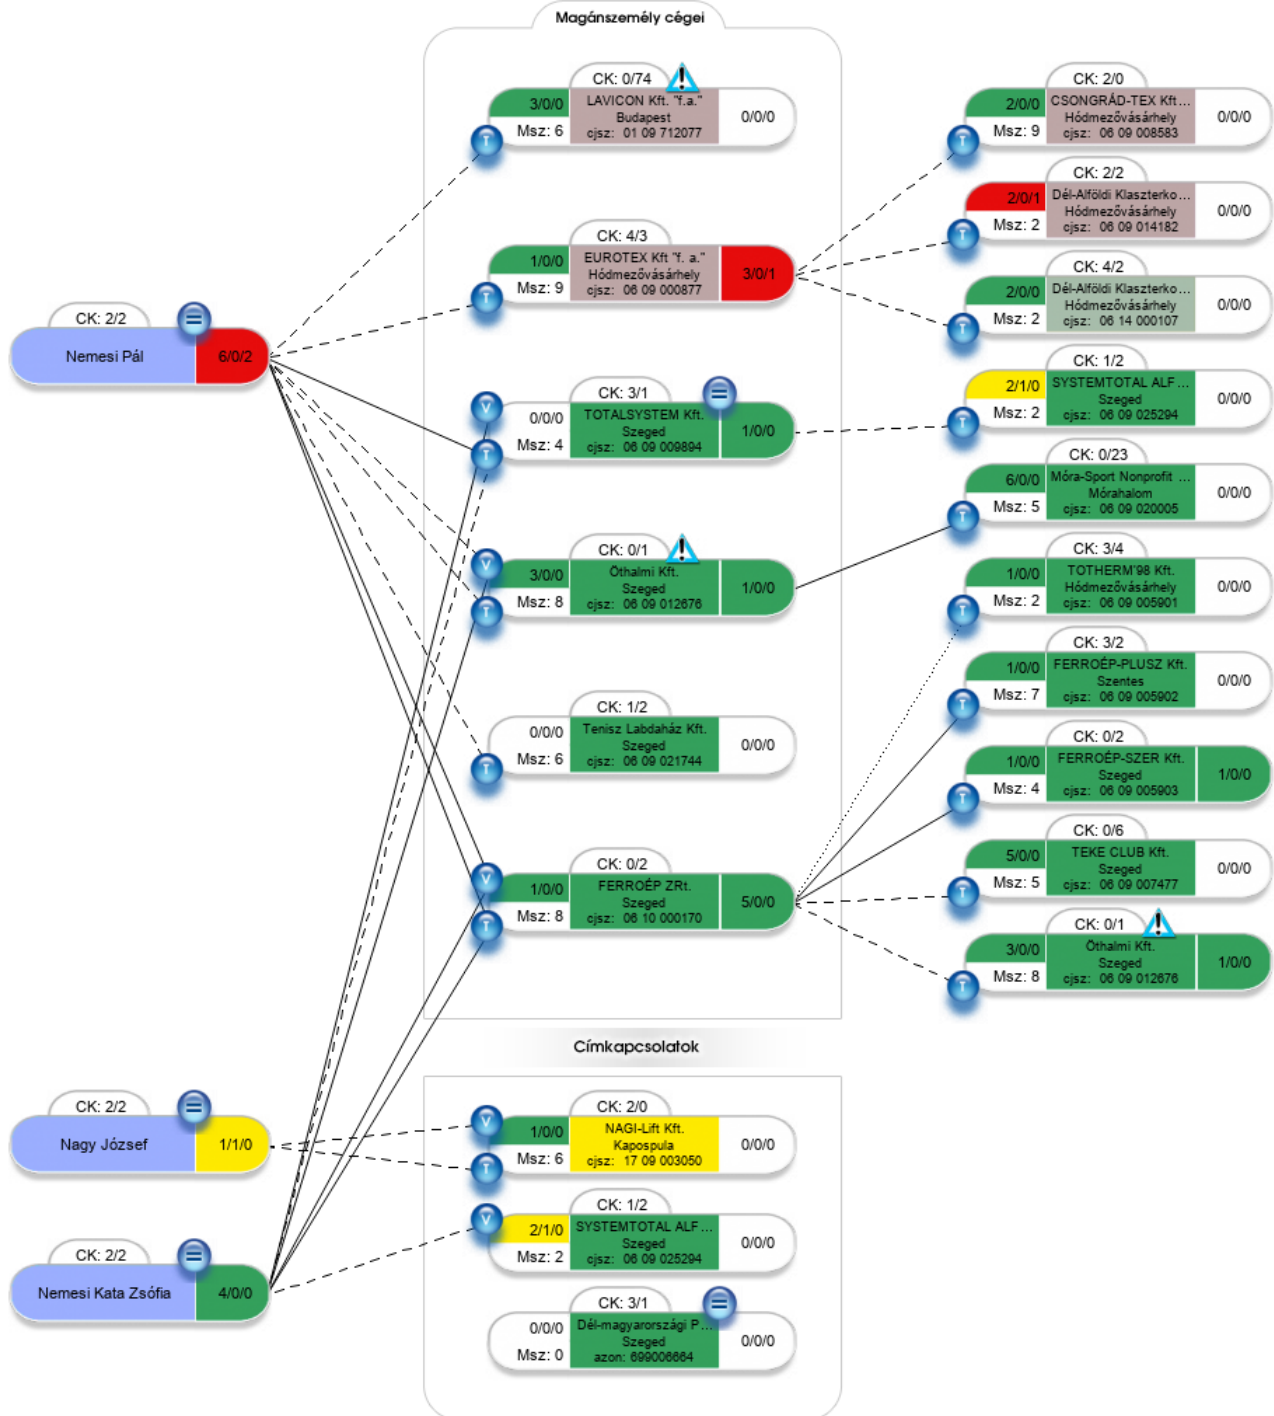 Magánszemély cégei
CK: 0/74
3/0/0
LAVICON Kft. "f.a."
Budapest
cjsz: 01 09 712077
Msz: 6
0/0/0
T
CK: 4/3
1/0/0
EUROTEX Kft "f. a."
Hódmezővásárhely
cjsz: 06 09 000877
Msz: 9
3/0/1
T
CK: 2/2
Nemesi Pál
6/0/2
CK: 3/1
V
0/0/0
TOTALSYSTEM Kft.
Szeged
cjsz: 06 09 009894
Msz: 4
1/0/0
T
CK: 0/1
V
3/0/0
Öthalmi Kft.
Szeged
cjsz: 06 09 012676
Msz: 8
1/0/0
T
CK: 1/2
0/0/0
Tenisz Labdaház Kft.
Szeged
cjsz: 06 09 021744
Msz: 6
0/0/0
T
CK: 0/2
V
1/0/0
FERROÉP ZRt.
Szeged
cjsz: 06 10 000170
Msz: 8
5/0/0
T
CK: 2/0
2/0/0
CSONGRÁD-TEX Kft...
Hódmezővásárhely
cjsz: 06 09 008583
Msz: 9
0/0/0
T
CK: 2/2
2/0/1
Dél-Alföldi Klaszterko...
Hódmezővásárhely
cjsz: 06 09 014182
Msz: 2
0/0/0
T
CK: 4/2
2/0/0
Dél-Alföldi Klaszterko...
Hódmezővásárhely
cjsz: 06 14 000107
Msz: 2
0/0/0
T
CK: 1/2
2/1/0
SYSTEMTOTAL ALF...
Szeged
cjsz: 06 09 025294
Msz: 2
0/0/0
T
CK: 0/23
6/0/0
Móra-Sport Nonprofit ...
Mórahalom
cjsz: 06 09 020005
Msz: 5
0/0/0
T
CK: 3/4
1/0/0
TOTHERM'98 Kft.
Hódmezővásárhely
cjsz: 06 09 005901
Msz: 2
0/0/0
T
CK: 3/2
1/0/0
FERROÉP-PLUSZ Kft.
Szentes
cjsz: 06 09 005902
Msz: 7
0/0/0
T
CK: 0/2
1/0/0
FERROÉP-SZER Kft.
Szeged
cjsz: 06 09 005903
Msz: 4
1/0/0
T
CK: 0/6
5/0/0
TEKE CLUB Kft.
Szeged
cjsz: 06 09 007477
Msz: 5
0/0/0
T
CK: 0/1
3/0/0
Öthalmi Kft.
Szeged
cjsz: 06 09 012676
Msz: 8
1/0/0
T
Címkapcsolatok
CK: 2/2
Nagy József
1/1/0
CK: 2/0
V
1/0/0
NAGI-Lift Kft.
Kapospula
cjsz: 17 09 003050
Msz: 6
0/0/0
T
CK: 2/2
Nemesi Kata Zsófia
4/0/0
CK: 1/2
V
2/1/0
SYSTEMTOTAL ALF...
Szeged
cjsz: 06 09 025294
Msz: 2
0/0/0
CK: 3/1
0/0/0
Dél-magyarországi P...
Szeged
azon: 699006664
Msz: 0
0/0/0